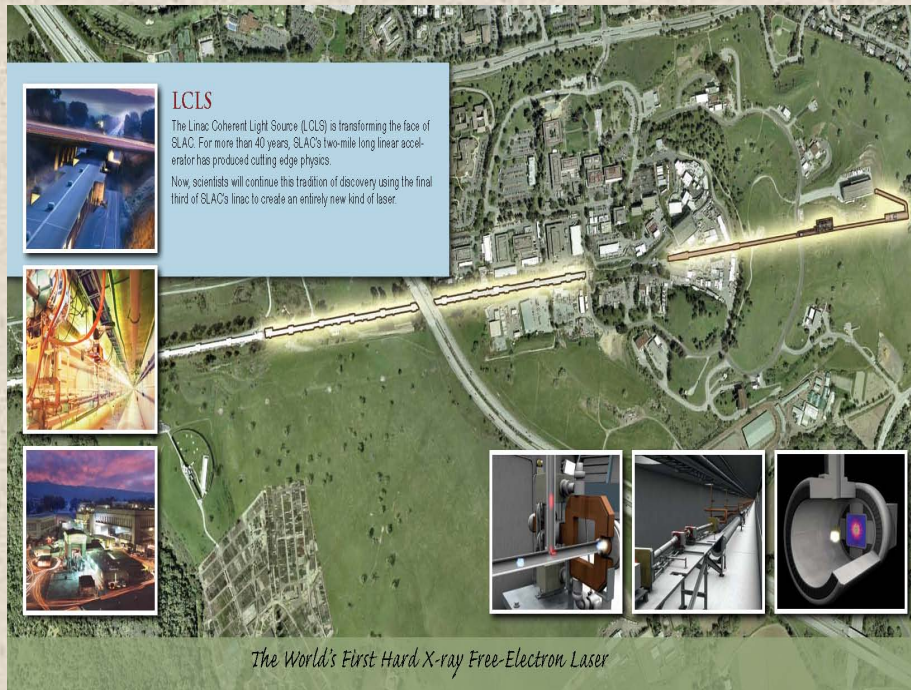 LCLS
The Linac Coherent Light Source (LCLS) is transforming the face of
SLAC. For more than 40 years, SLAC's two-mile long linear accel-
erator has produced cutting edge physics.
Now, scientists will continue this tradition of discovery using the final
third of SLAC's linac to create an entirely new kind of laser.
The World's First Hard X-ray Free-Electron Laser